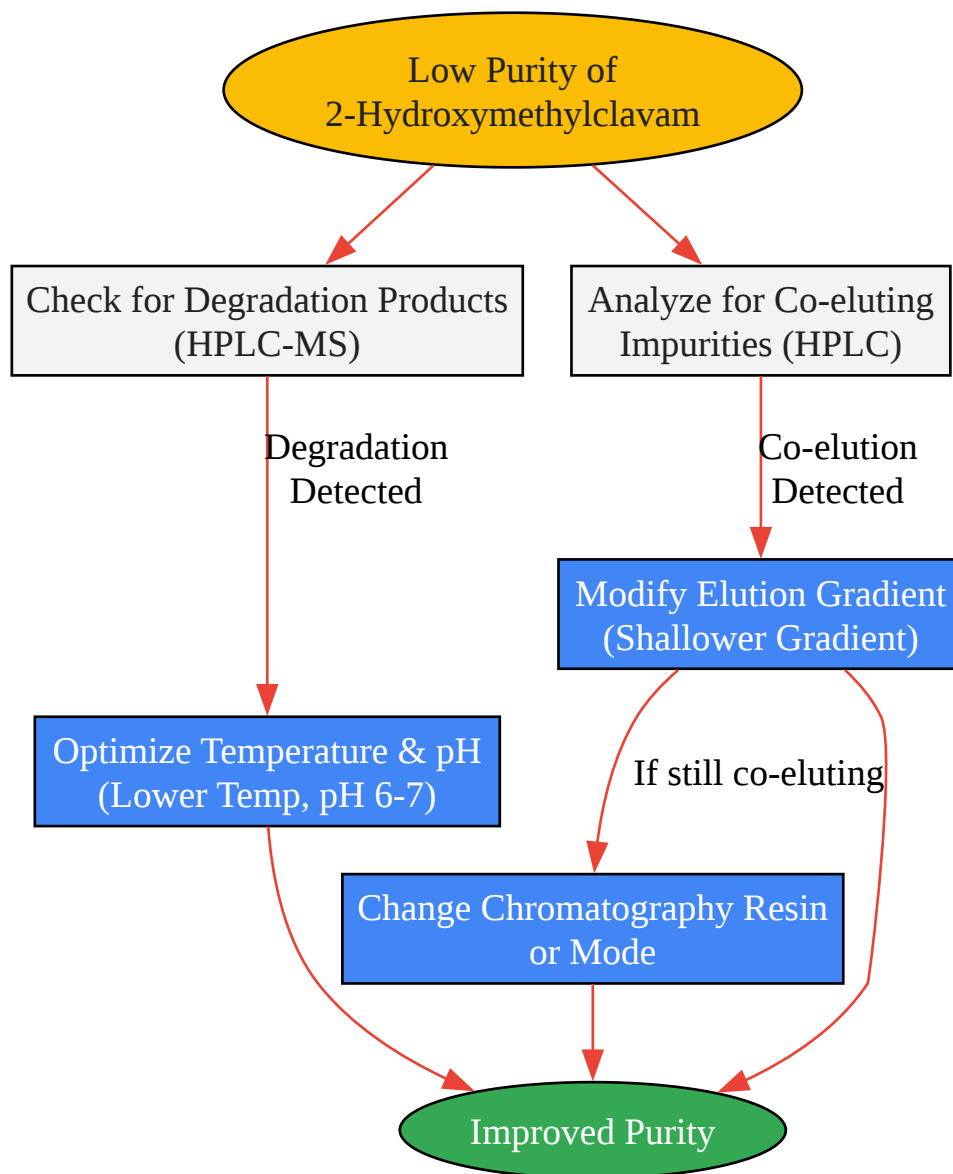 Low Purity of
2-Hydroxymethylclavam
Check for Degradation Products
(HPLC-MS)
Analyze for Co-eluting
Impurities (HPLC)
Degradation
Detected
Co-elution
Detected
Modify Elution Gradient
(Shallower Gradient)
Optimize Temperature & pH
(Lower Temp, pH 6-7)
If still co-eluting
Change Chromatography Resin
or Mode
Improved Purity